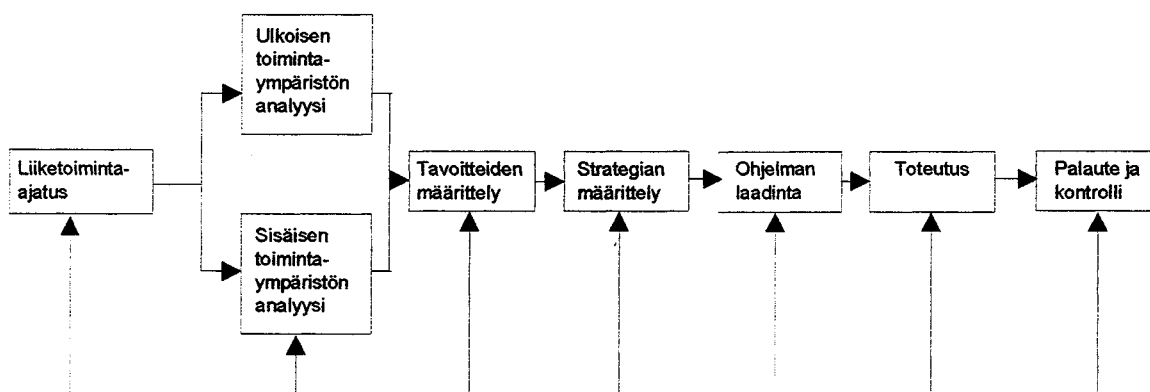 Liiketoiminta-
ajatus
Ulkoisen
toiminta-
ympäristön
analyysi
Sisäisen
toiminta-
ympäristön
analyysi
Tavoitteiden
määrittely
Strategian
määrittely
Ohjelman
laadinta
Toteutus
Palaute ja
kontrolli